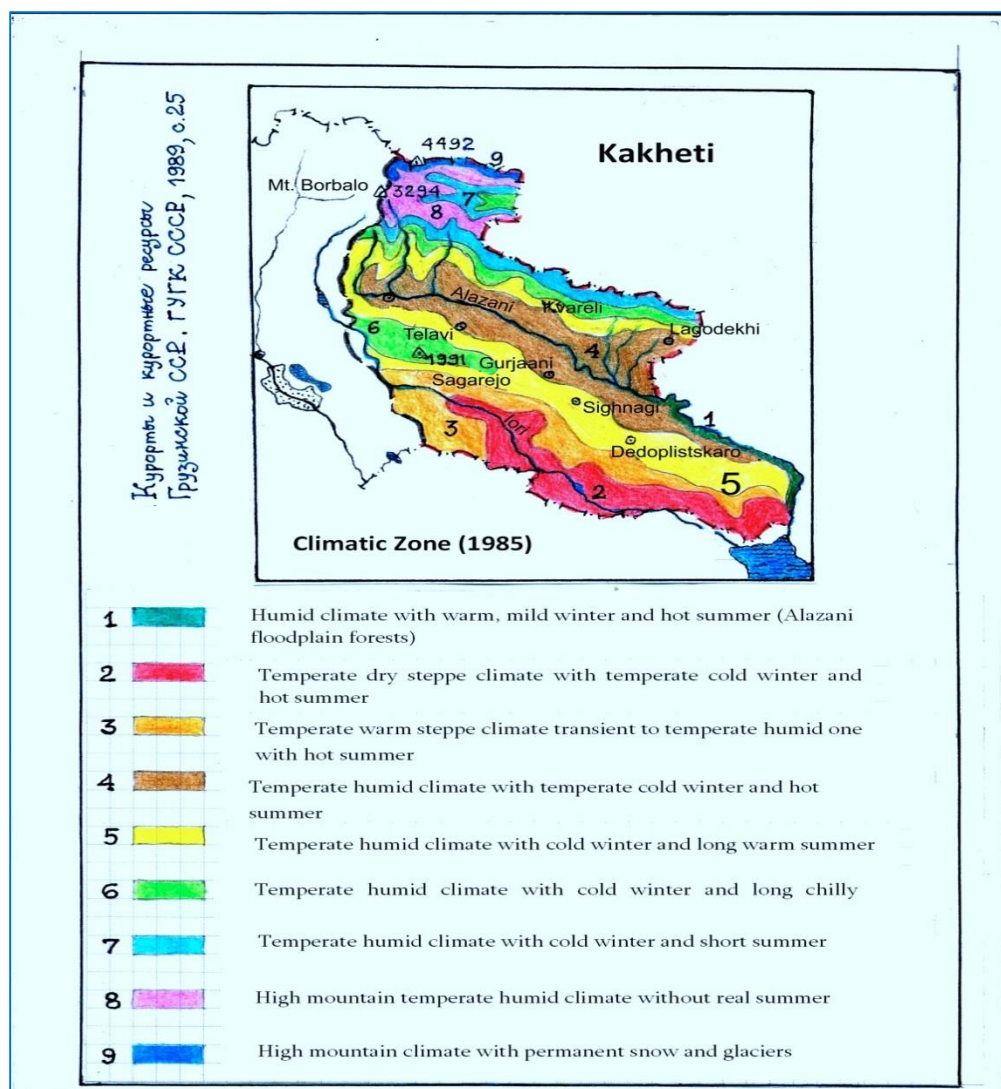 Курорты и курортные ресурсы
Грузинской ССР. ГУГК СССР, 1989, с.25
Kakheti
4492
9
Mt. Borbalo
3294
7
8
Alazani
Kvareli
Lagodekhi
6
Telavi
4
1991
Gurjaani
Sagarejo
Sighnagi
1
Iori
3
Dedoplistskaro
5
2
Climatic Zone (1985)
1 Humid climate with warm, mild winter and hot summer (Alazani
floodplain forests)
2 Temperate dry steppe climate with temperate cold winter and
hot summer
3 Temperate warm steppe climate transient to temperate humid one
with hot summer
4 Temperate humid climate with temperate cold winter and hot
summer
5 Temperate humid climate with cold winter and long warm summer
6 Temperate humid climate with cold winter and long chilly
7 Temperate humid climate with cold winter and short summer
8 High mountain temperate humid climate without real summer
9 High mountain climate with permanent snow and glaciers